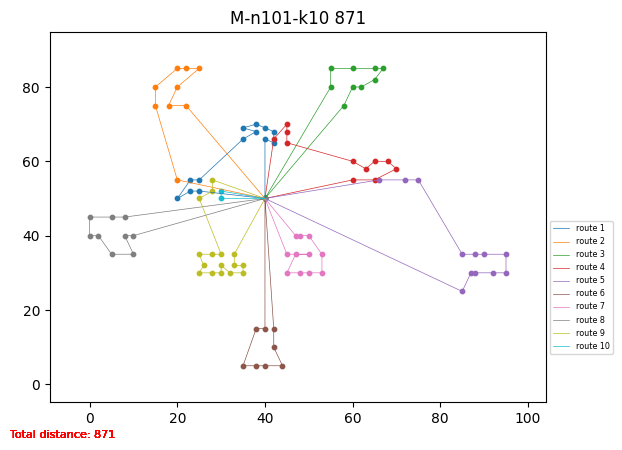 M-n101-k10 871
80
60
40
20
0
0 20 40 60 80 100
route 1
route 2
route 3
route 4
route 5
route 6
route 7
route 8
route 9
route 10
Total distance: 871